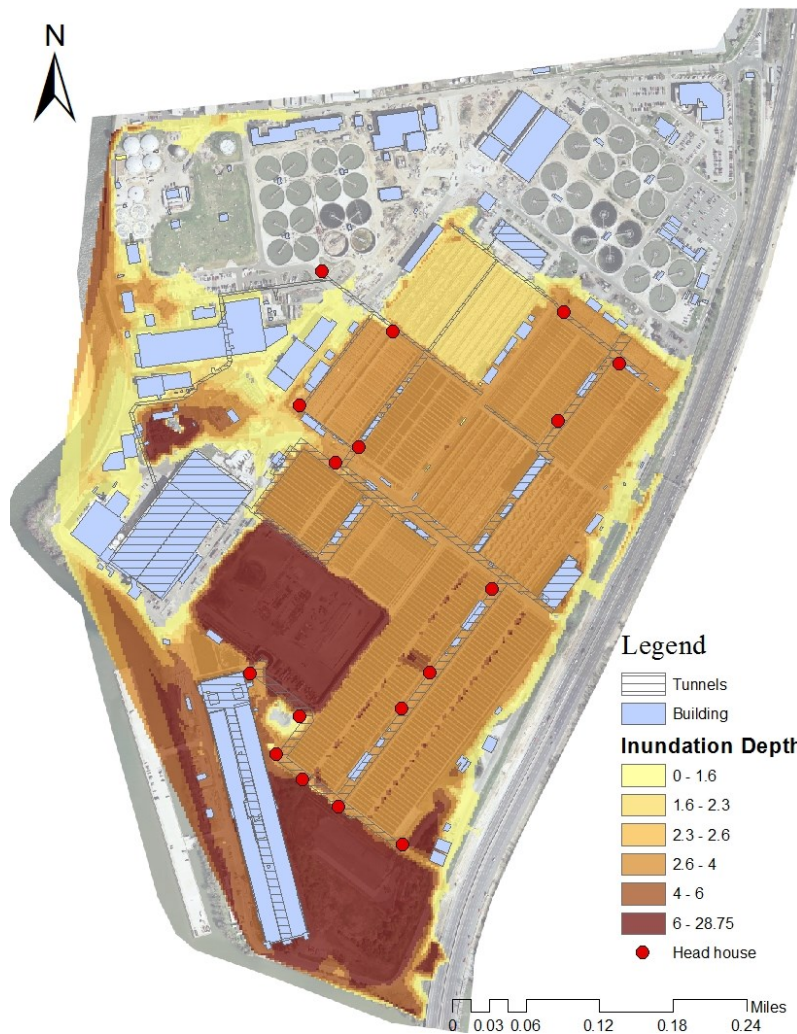 N
Legend
Tunnels
Building
Inundation Depth
0 - 1.6
1.6 - 2.3
2.3 - 2.6
2.6 - 4
4 - 6
6 - 28.75
Head house
Miles
0 0.03 0.06 0.12 0.18 0.24